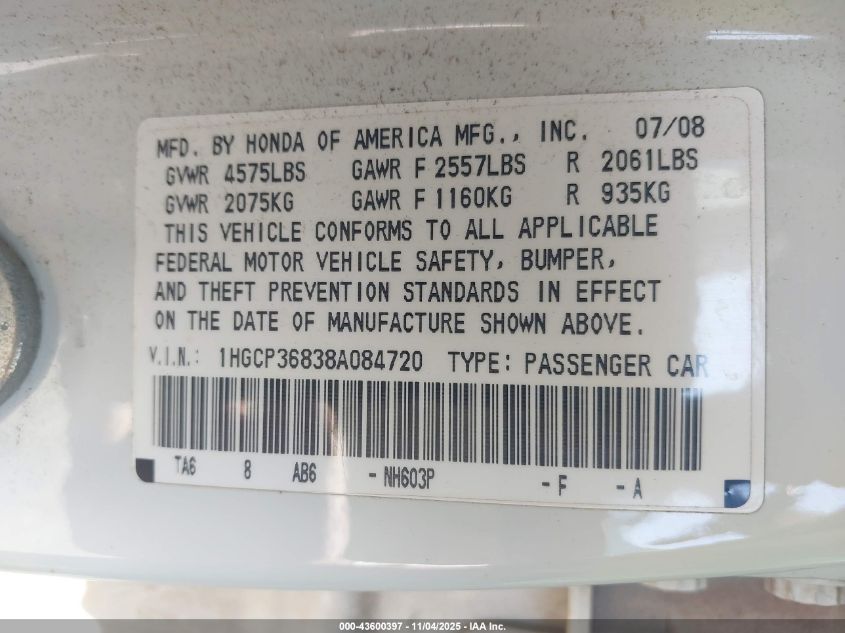 MFD. BY HONDA OF AMERICA MFG., INC. 07/08
GVWR 4575LBS GAWR F 2557LBS R 2061LBS
GVWR 2075KG GAWR F 1160KG R 935KG
THIS VEHICLE CONFORMS TO ALL APPLICABLE
FEDERAL MOTOR VEHICLE SAFETY, BUMPER,
AND THEFT PREVENTION STANDARDS IN EFFECT
ON THE DATE OF MANUFACTURE SHOWN ABOVE.
V.I.N.: 1HGCP36838A084720 TYPE: PASSENGER CAR
TA6 8 AB6 - NH603P - F - A
000-43600397 - 11/04/2025 - IAA Inc.